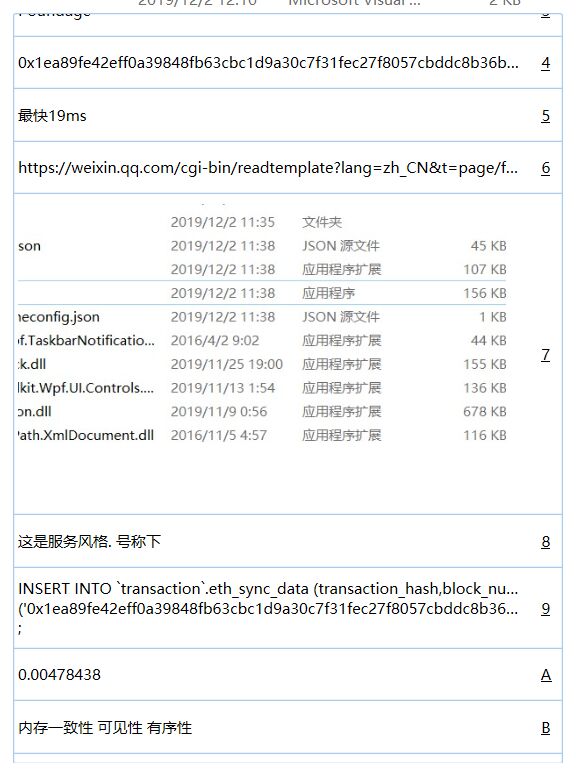 2019/12/2 12:10 Microsoft Visual ... 2 KB
Poundage 3
0x1ea89fe42eff0a39848fb63cbc1d9a30c7f31fec27f8057cbddc8b36b... 4
最快19ms 5
https://weixin.qq.com/cgi-bin/readtemplate?lang=zh_CN&t=page/f... 6
2019/12/2 11:35 文件夹
son 2019/12/2 11:38 JSON 源文件 45 KB
2019/12/2 11:38 应用程序扩展 107 KB
2019/12/2 11:38 应用程序 156 KB
neconfig.json 2019/12/2 11:38 JSON 源文件 1 KB
of.TaskbarNotificatio... 2016/4/2 9:02 应用程序扩展 44 KB
ck.dll 2019/11/25 19:00 应用程序扩展 155 KB
lkit.Wpf.UI.Controls.... 2019/11/13 1:54 应用程序扩展 136 KB
on.dll 2019/11/9 0:56 应用程序扩展 678 KB
Path.XmlDocument.dll 2016/11/5 4:57 应用程序扩展 116 KB
7
这是服务风格. 号称下 8
INSERT INTO `transaction`.eth_sync_data (transaction_hash,block_nu...
('0x1ea89fe42eff0a39848fb63cbc1d9a30c7f31fec27f8057cbddc8b36... 9
;
0.00478438 A
内存一致性 可见性 有序性 B